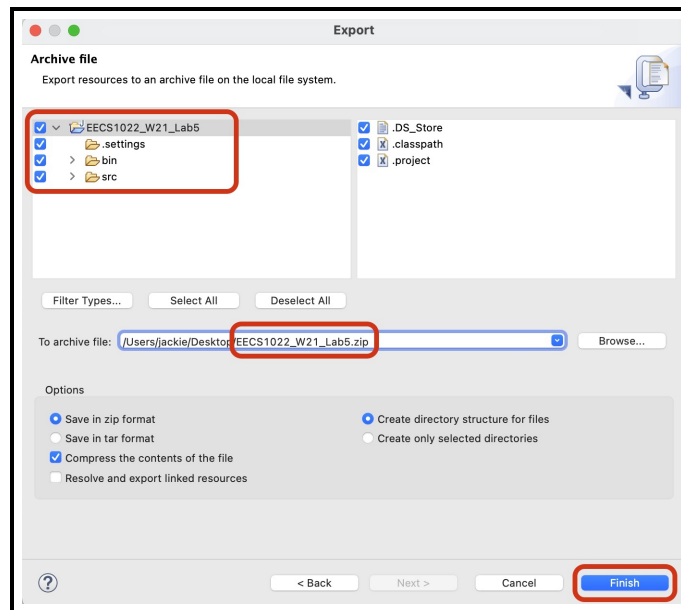 Export
Archive file
Export resources to an archive file on the local file system.
EECS1022_W21_Lab5
.settings
bin
src
.DS_Store
.classpath
.project
Filter Types...
Select All
Deselect All
To archive file:
/Users/jackie/Desktop/EECS1022_W21_Lab5.zip
Browse...
Options
Save in zip format
Save in tar format
Compress the contents of the file
Resolve and export linked resources
Create directory structure for files
Create only selected directories
?
< Back
Next >
Cancel
Finish